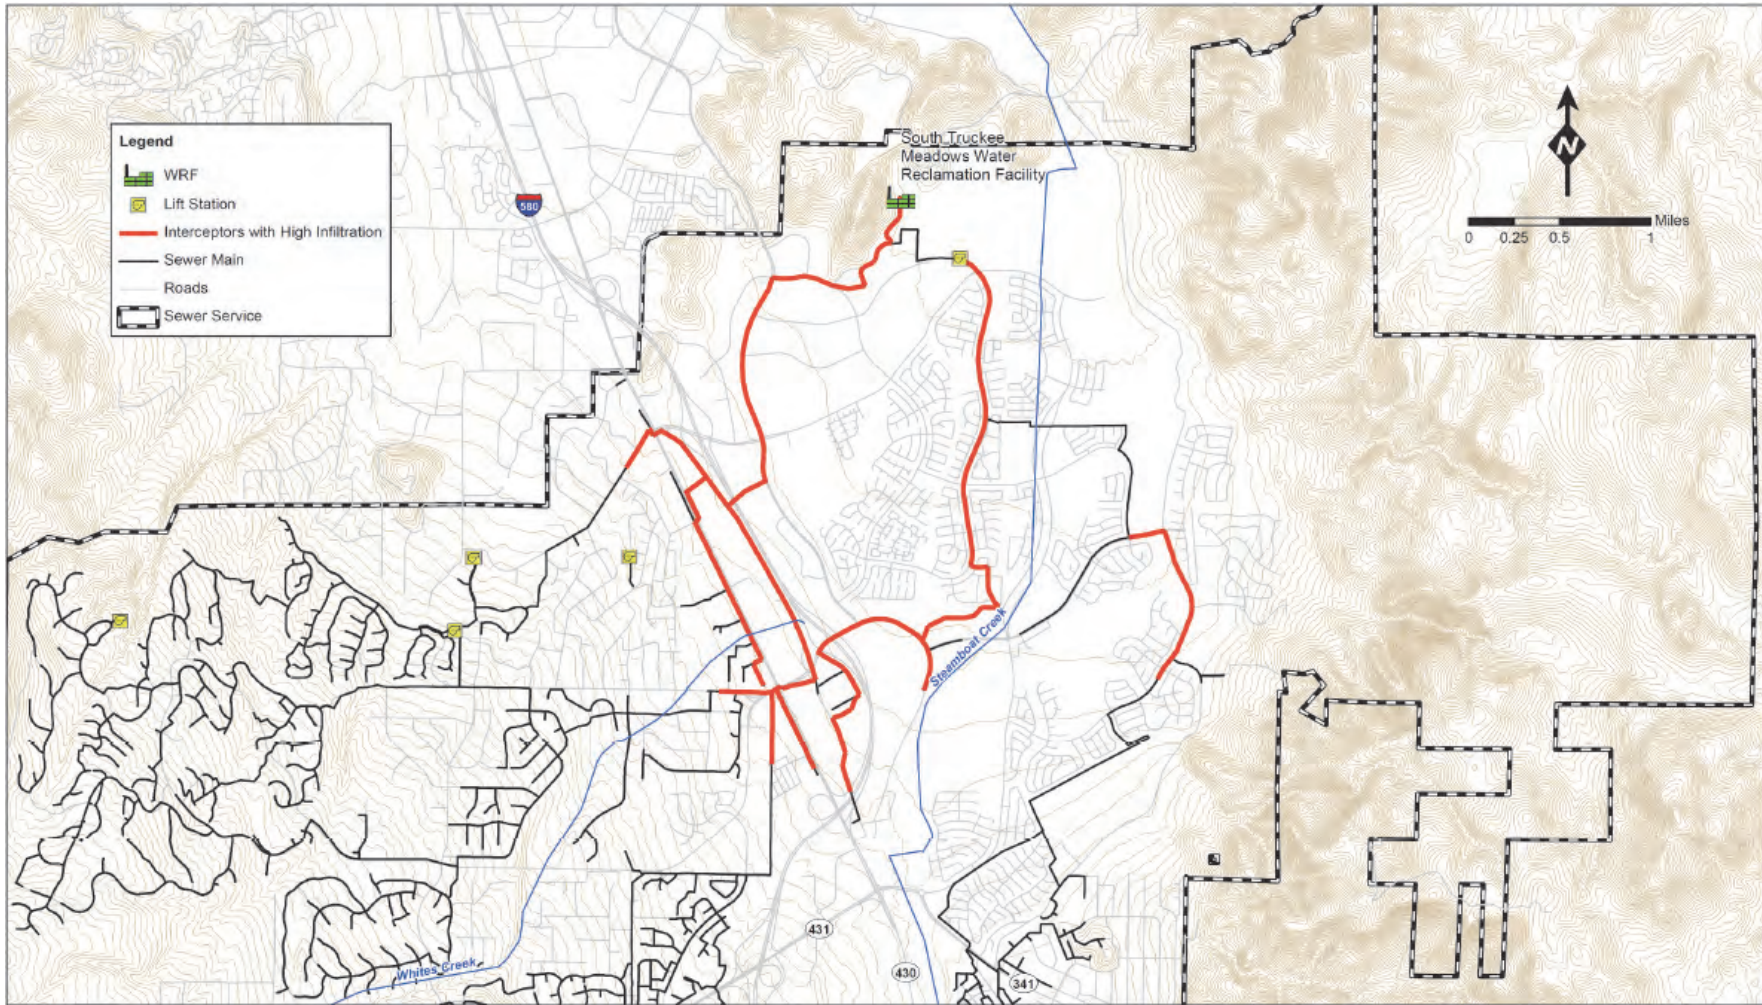 Legend
WRF
Lift Station
Interceptors with High Infiltration
Sewer Main
Roads
Sewer Service
580
South Truckee
Meadows Water
Reclamation Facility
N
Miles
0 0.25 0.5 1
Steamboat Creek
Whites Creek
431
430
341